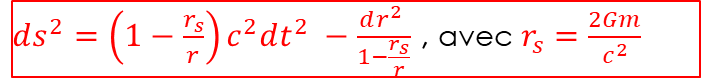 ds² = (1 − r_s/r) c²dt² − dr²/(1−r_s/r) , avec r_s = 2Gm/c²